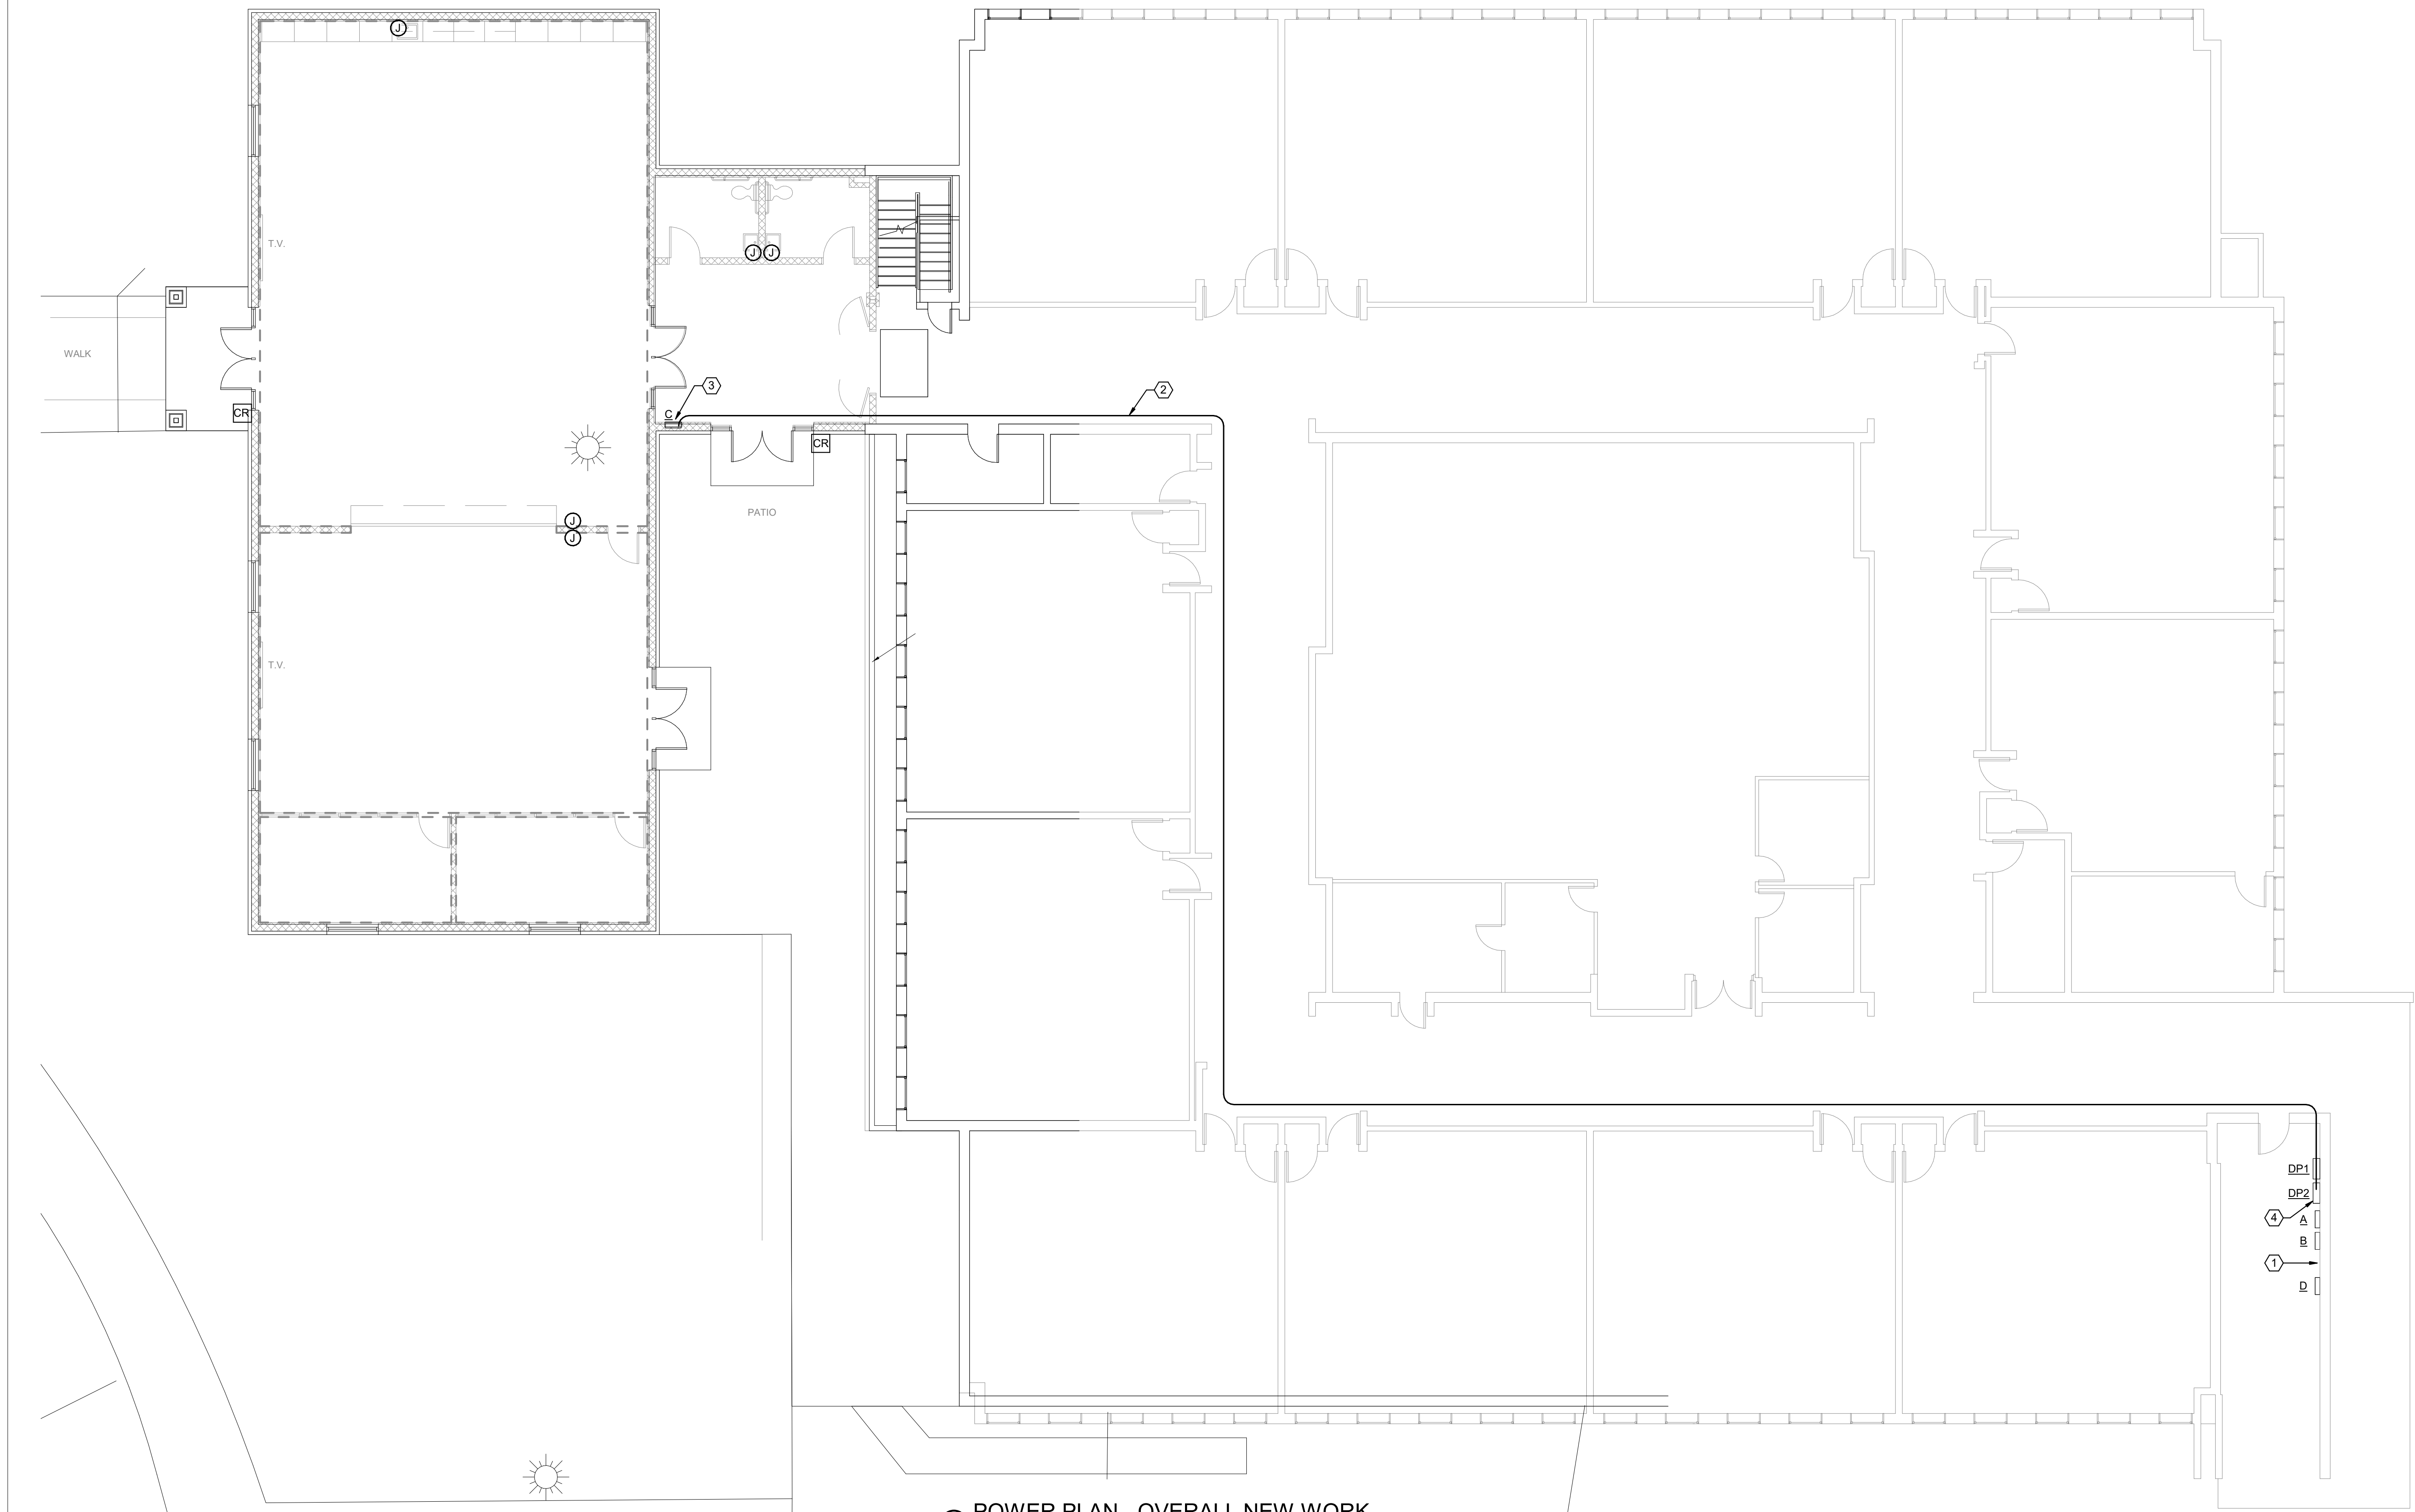 J
T.V.
J J
WALK
3
2
CR
C
CR
PATIO
J
J
T.V.
DP1
DP2
4
A
B
1
D
POWER PLAN - OVERALL NEW WORK